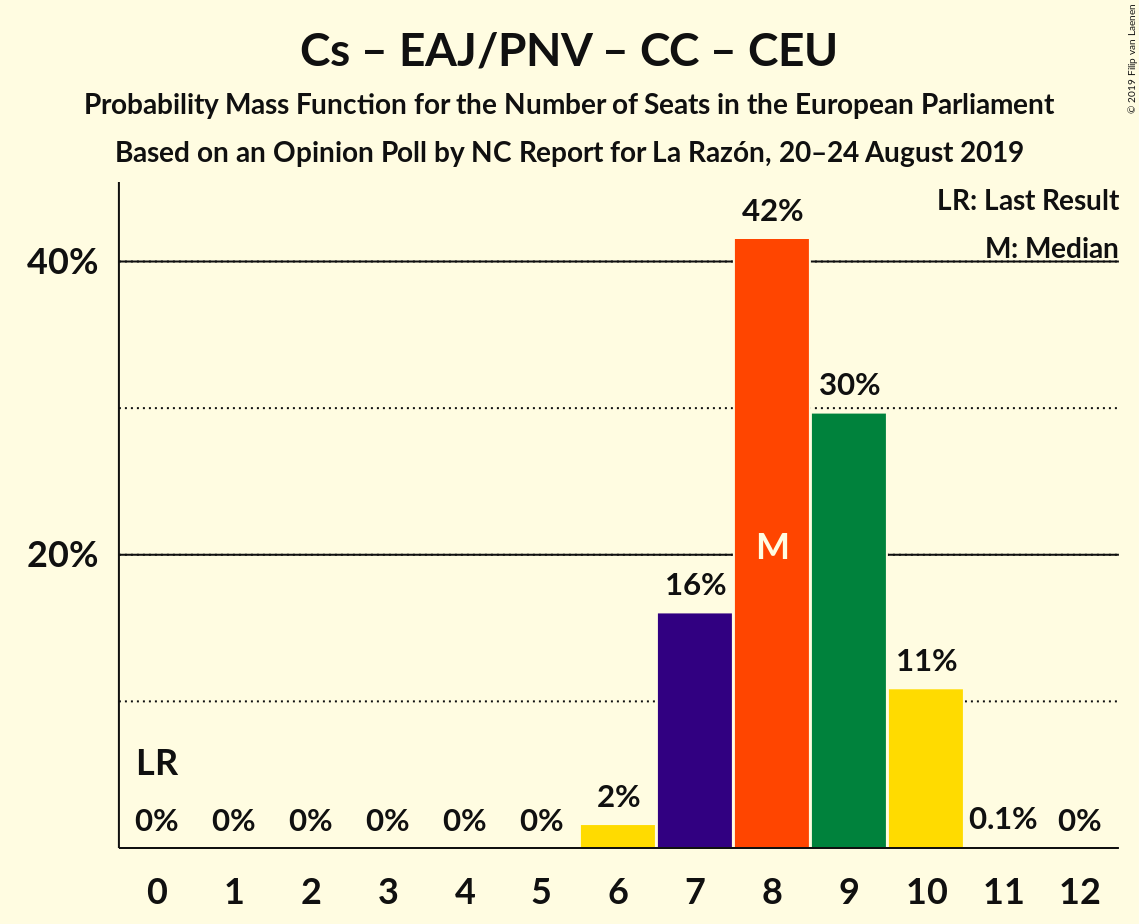 Cs – EAJ/PNV – CC – CEU
Probability Mass Function for the Number of Seats in the European Parliament
Based on an Opinion Poll by NC Report for La Razón, 20–24 August 2019
© 2019 Filip van Laenen
LR: Last Result
M: Median
40%
20%
LR
M
0% 0% 0% 0% 0% 0% 2% 16% 42% 30% 11% 0.1% 0%
0 1 2 3 4 5 6 7 8 9 10 11 12